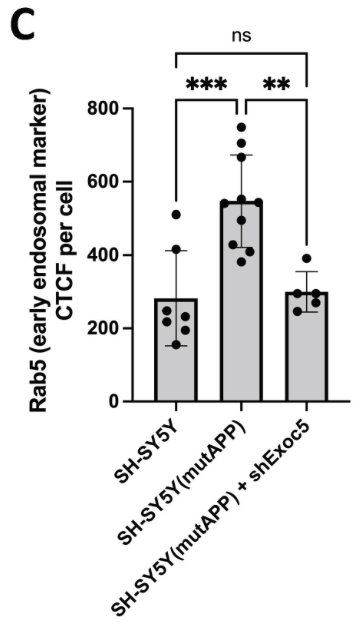 C
ns
***
**
Rab5 (early endosomal marker)
CTCF per cell
800
600
400
200
0
SH-SY5Y
SH-SY5Y(mutAPP)
SH-SY5Y(mutAPP) + shExoc5